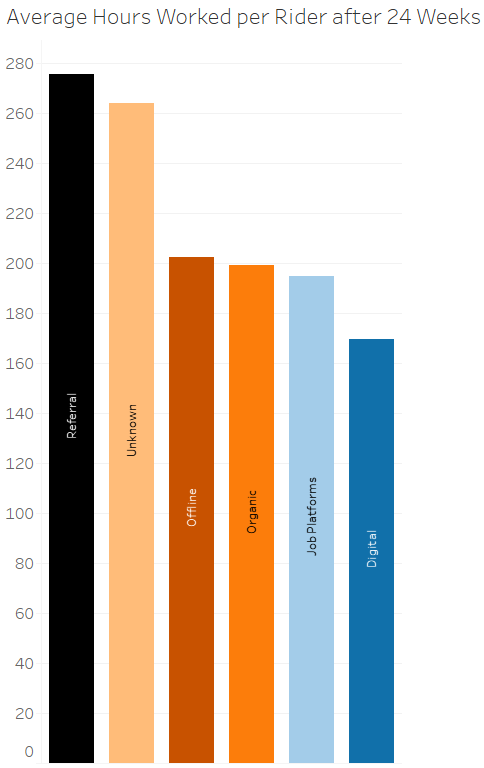 Average Hours Worked per Rider after 24 Weeks
280
260
240
220
200
180
160
140
120
100
80
60
40
20
0
Referral
Unknown
Offline
Organic
Job Platforms
Digital